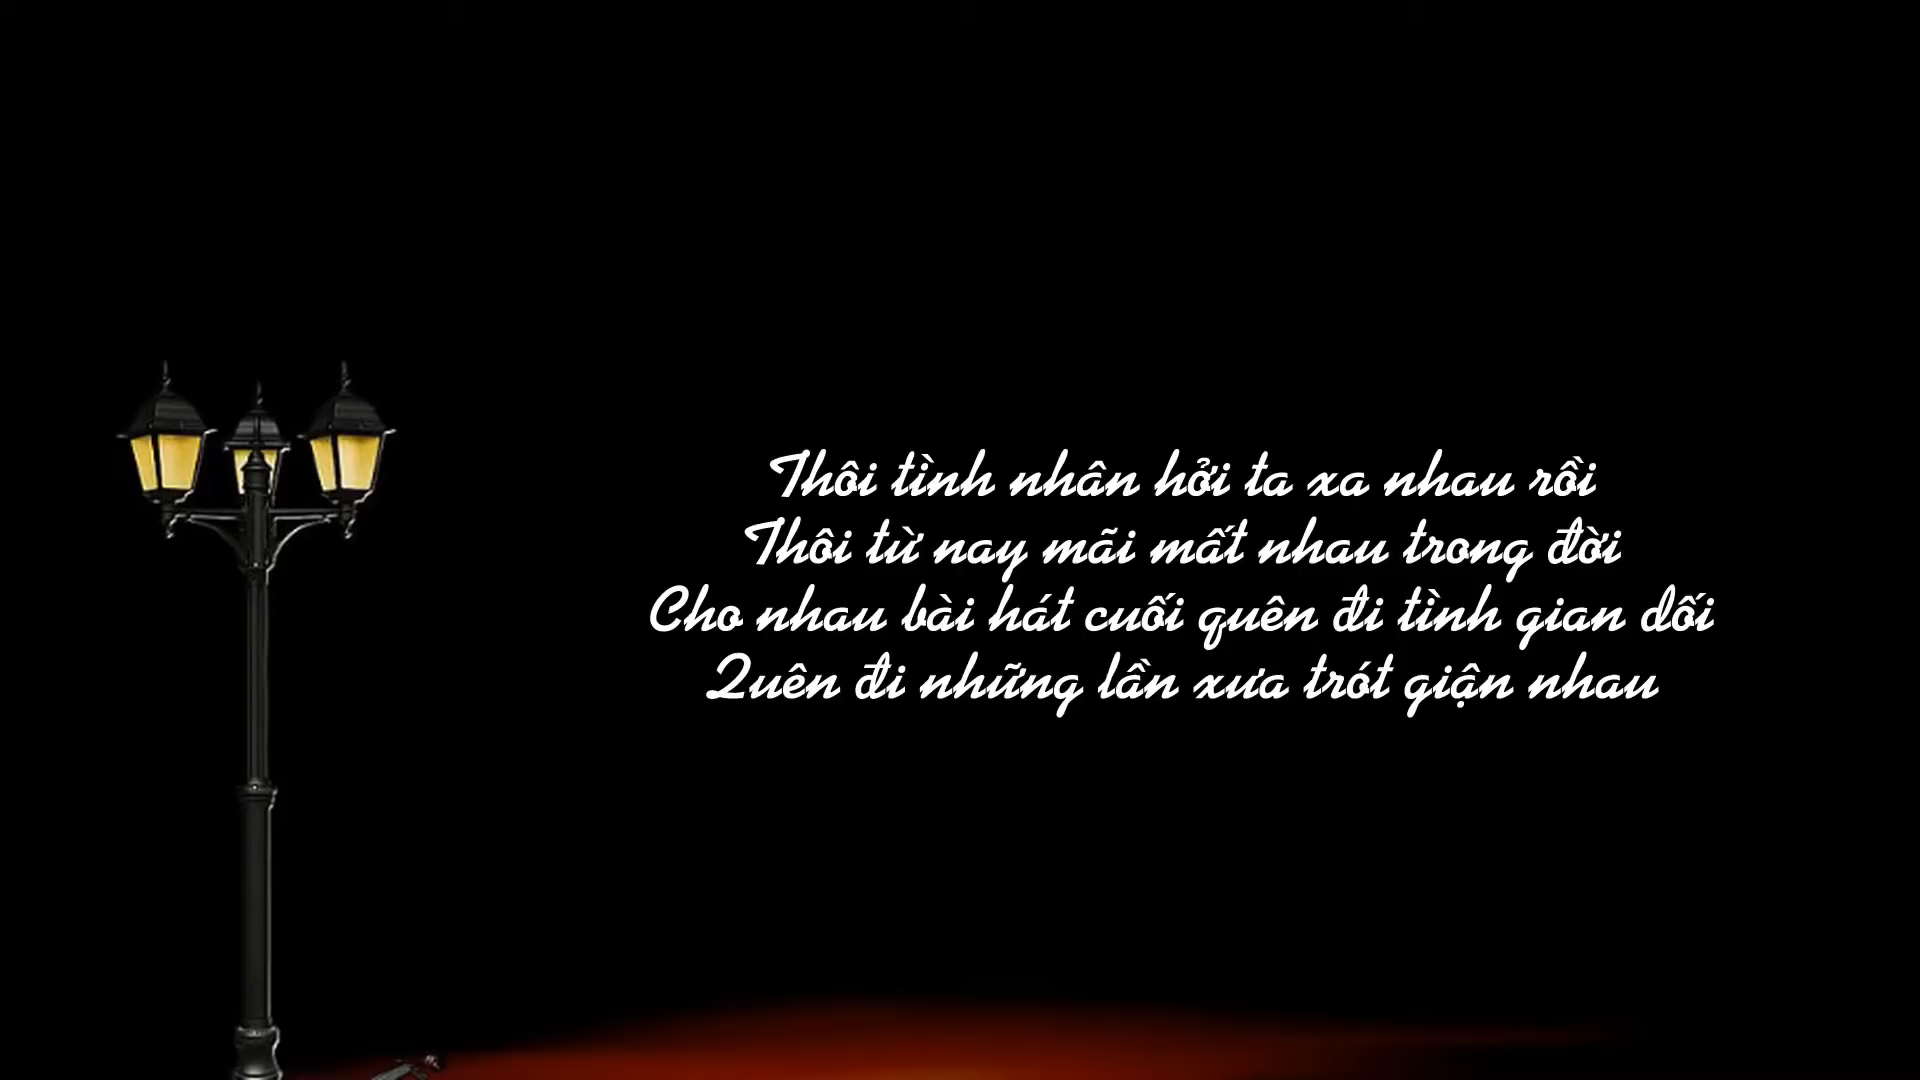 Thôi tình nhân hỡi ta xa nhau rồi
Thôi từ nay mãi mất nhau trong đời
Cho nhau bài hát cuối quên đi tình gian dối
Quên đi những lần xưa trót giận nhau